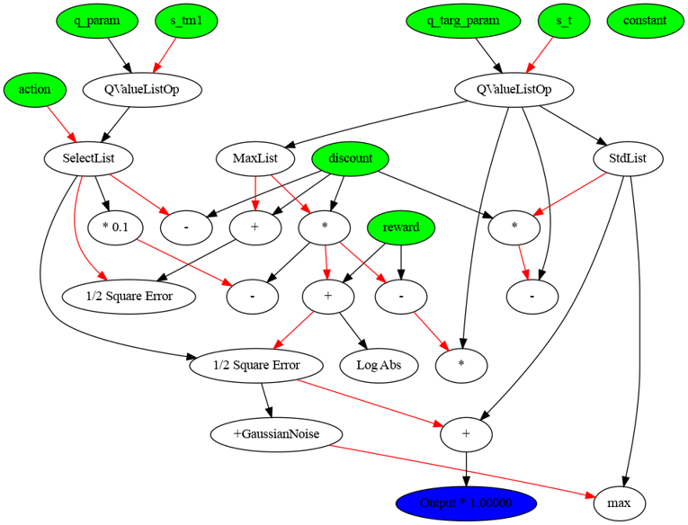 q_param
s_tm1
q_targ_param
s_t
constant
action
QValueListOp
QValueListOp
SelectList
MaxList
discount
StdList
* 0.1
-
+
*
reward
*
1/2 Square Error
-
+
-
-
1/2 Square Error
Log Abs
*
+GaussianNoise
+
Output * 1.00000
max